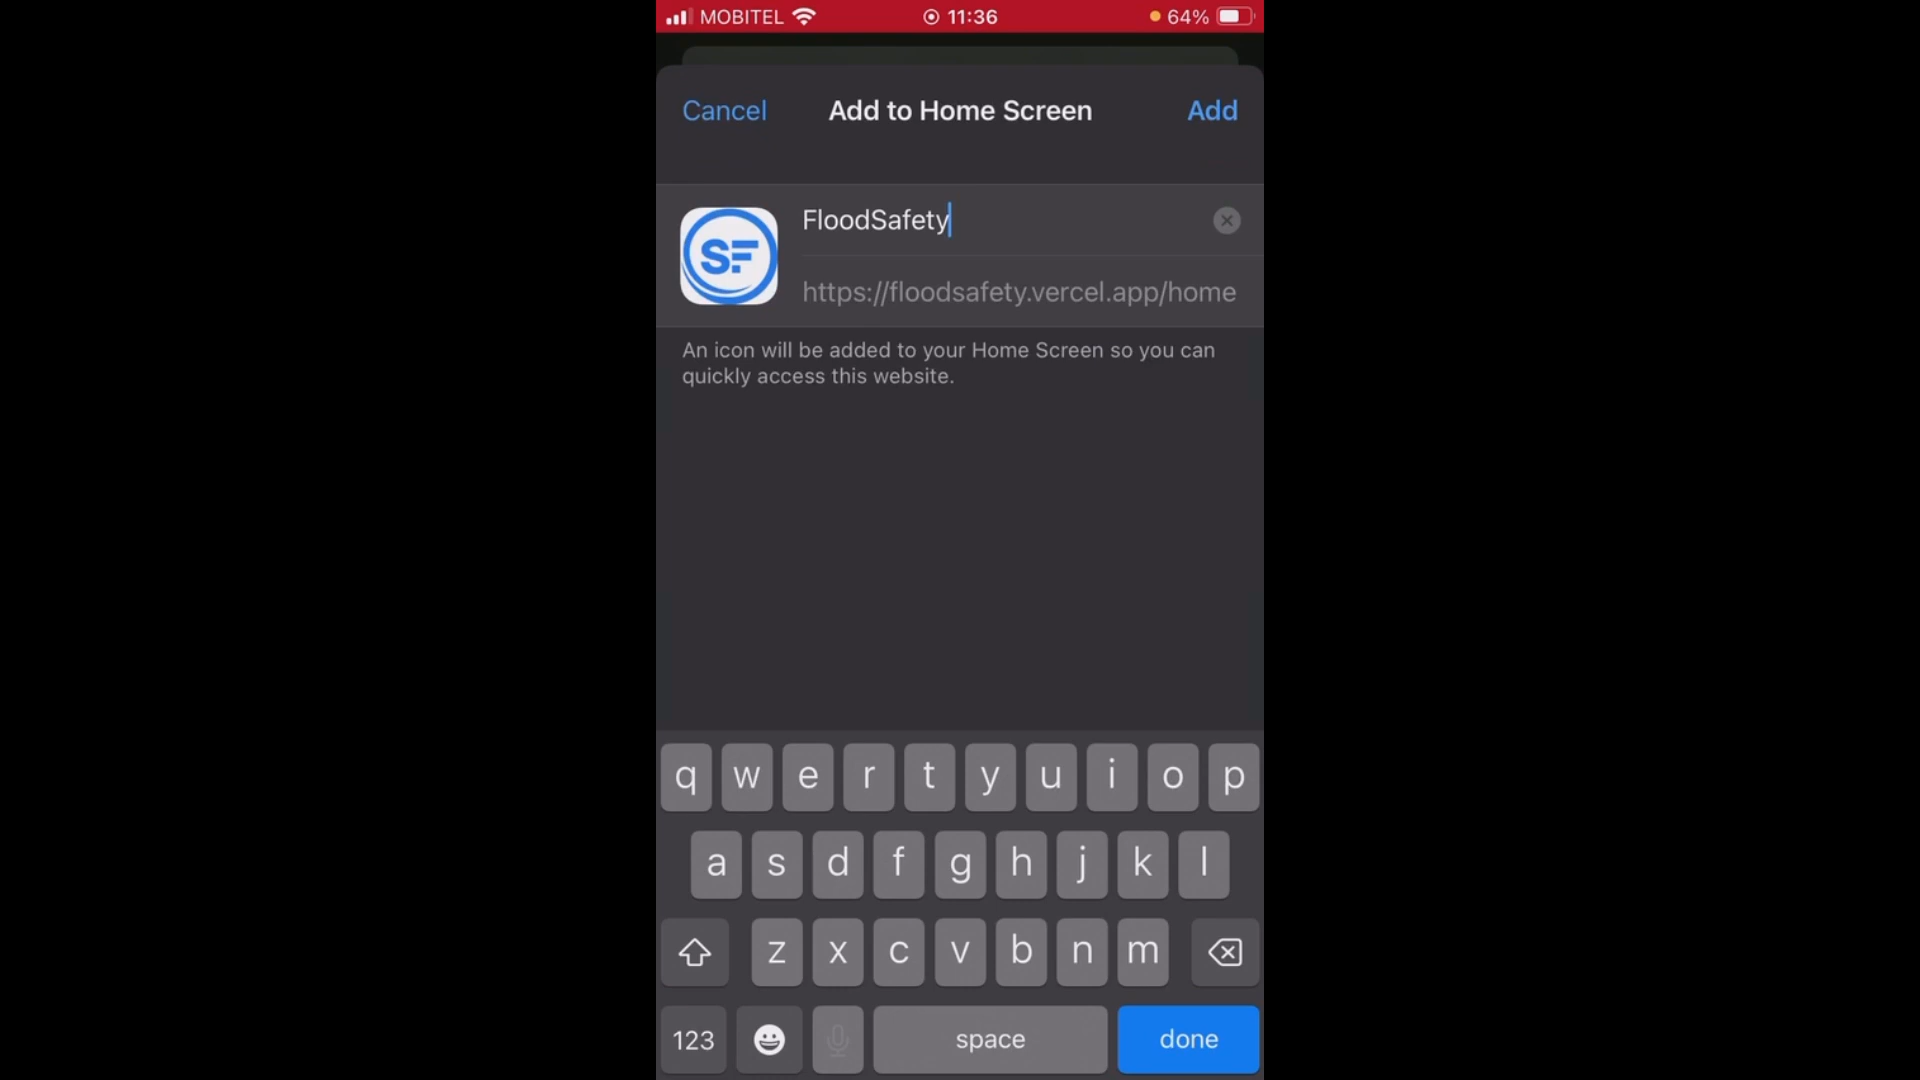 MOBITEL 11:36 64%
Cancel Add to Home Screen Add
SF FloodSafety
https://floodsafety.vercel.app/home
An icon will be added to your Home Screen so you can
quickly access this website.
q w e r t y u i o p
a s d f g h j k l
z x c v b n m
123 space done